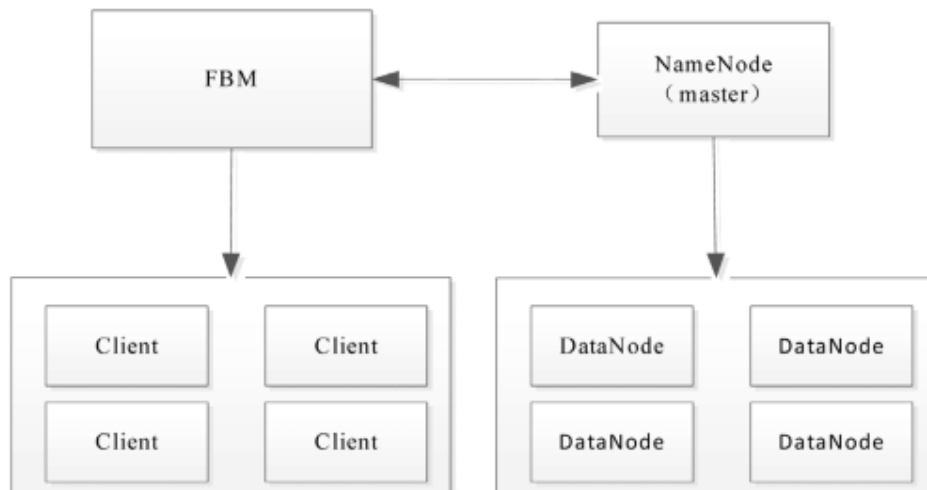 FBM
NameNode
（master）
Client
Client
DataNode
DataNode
Client
Client
DataNode
DataNode